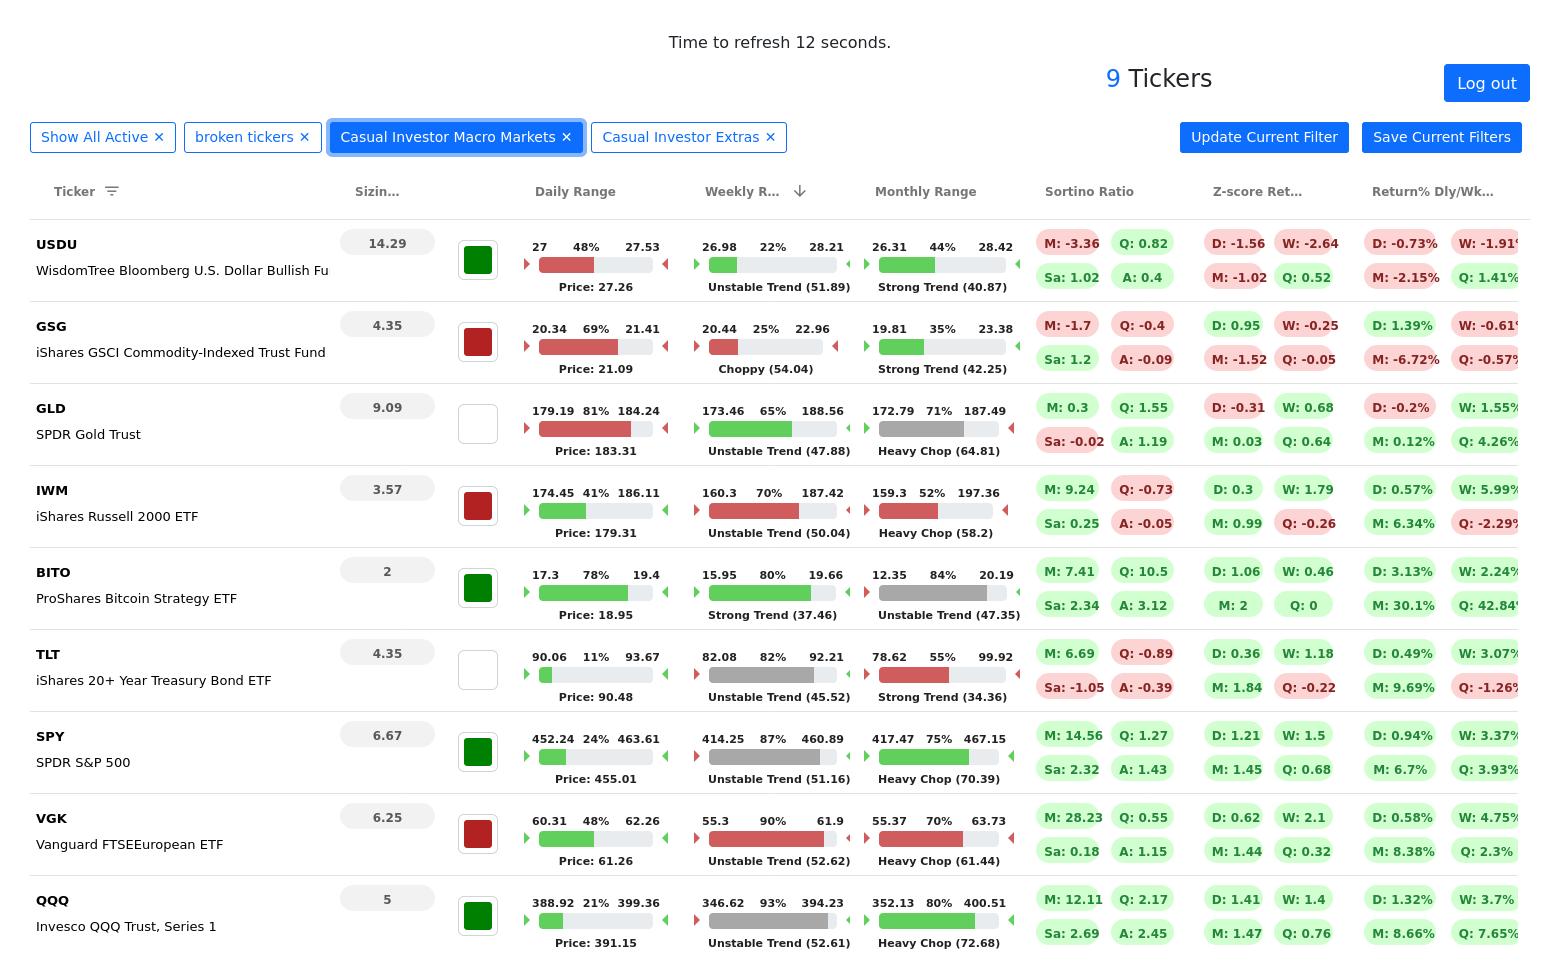 Time to refresh 12 seconds.
9 Tickers
Log out
Show All Active ✕ broken tickers ✕ Casual Investor Macro Markets ✕ Casual Investor Extras ✕ Update Current Filter Save Current Filters
Ticker Sizin… Daily Range Weekly R… Monthly Range Sortino Ratio Z-score Ret… Return% Dly/Wk…
USDU 14.29 M: -3.36 Q: 0.82 D: -1.56 W: -2.64 D: -0.73% W: -1.91%
27 48% 27.53 26.98 22% 28.21 26.31 44% 28.42
WisdomTree Bloomberg U.S. Dollar Bullish Fu Sa: 1.02 A: 0.4 M: -1.02 Q: 0.52 M: -2.15% Q: 1.41%
Price: 27.26 Unstable Trend (51.89) Strong Trend (40.87)
GSG 4.35 M: -1.7 Q: -0.4 D: 0.95 W: -0.25 D: 1.39% W: -0.61%
20.34 69% 21.41 20.44 25% 22.96 19.81 35% 23.38
iShares GSCI Commodity-Indexed Trust Fund Sa: 1.2 A: -0.09 M: -1.52 Q: -0.05 M: -6.72% Q: -0.57%
Price: 21.09 Choppy (54.04) Strong Trend (42.25)
GLD 9.09 M: 0.3 Q: 1.55 D: -0.31 W: 0.68 D: -0.2% W: 1.55%
179.19 81% 184.24 173.46 65% 188.56 172.79 71% 187.49
SPDR Gold Trust Sa: -0.02 A: 1.19 M: 0.03 Q: 0.64 M: 0.12% Q: 4.26%
Price: 183.31 Unstable Trend (47.88) Heavy Chop (64.81)
IWM 3.57 M: 9.24 Q: -0.73 D: 0.3 W: 1.79 D: 0.57% W: 5.99%
174.45 41% 186.11 160.3 70% 187.42 159.3 52% 197.36
iShares Russell 2000 ETF Sa: 0.25 A: -0.05 M: 0.99 Q: -0.26 M: 6.34% Q: -2.29%
Price: 179.31 Unstable Trend (50.04) Heavy Chop (58.2)
BITO 2 M: 7.41 Q: 10.5 D: 1.06 W: 0.46 D: 3.13% W: 2.24%
17.3 78% 19.4 15.95 80% 19.66 12.35 84% 20.19
ProShares Bitcoin Strategy ETF Sa: 2.34 A: 3.12 M: 2 Q: 0 M: 30.1% Q: 42.84%
Price: 18.95 Strong Trend (37.46) Unstable Trend (47.35)
TLT 4.35 M: 6.69 Q: -0.89 D: 0.36 W: 1.18 D: 0.49% W: 3.07%
90.06 11% 93.67 82.08 82% 92.21 78.62 55% 99.92
iShares 20+ Year Treasury Bond ETF Sa: -1.05 A: -0.39 M: 1.84 Q: -0.22 M: 9.69% Q: -1.26%
Price: 90.48 Unstable Trend (45.52) Strong Trend (34.36)
SPY 6.67 M: 14.56 Q: 1.27 D: 1.21 W: 1.5 D: 0.94% W: 3.37%
452.24 24% 463.61 414.25 87% 460.89 417.47 75% 467.15
SPDR S&P 500 Sa: 2.32 A: 1.43 M: 1.45 Q: 0.68 M: 6.7% Q: 3.93%
Price: 455.01 Unstable Trend (51.16) Heavy Chop (70.39)
VGK 6.25 M: 28.23 Q: 0.55 D: 0.62 W: 2.1 D: 0.58% W: 4.75%
60.31 48% 62.26 55.3 90% 61.9 55.37 70% 63.73
Vanguard FTSEEuropean ETF Sa: 0.18 A: 1.15 M: 1.44 Q: 0.32 M: 8.38% Q: 2.3%
Price: 61.26 Unstable Trend (52.62) Heavy Chop (61.44)
QQQ 5 M: 12.11 Q: 2.17 D: 1.41 W: 1.4 D: 1.32% W: 3.7%
388.92 21% 399.36 346.62 93% 394.23 352.13 80% 400.51
Invesco QQQ Trust, Series 1 Sa: 2.69 A: 2.45 M: 1.47 Q: 0.76 M: 8.66% Q: 7.65%
Price: 391.15 Unstable Trend (52.61) Heavy Chop (72.68)